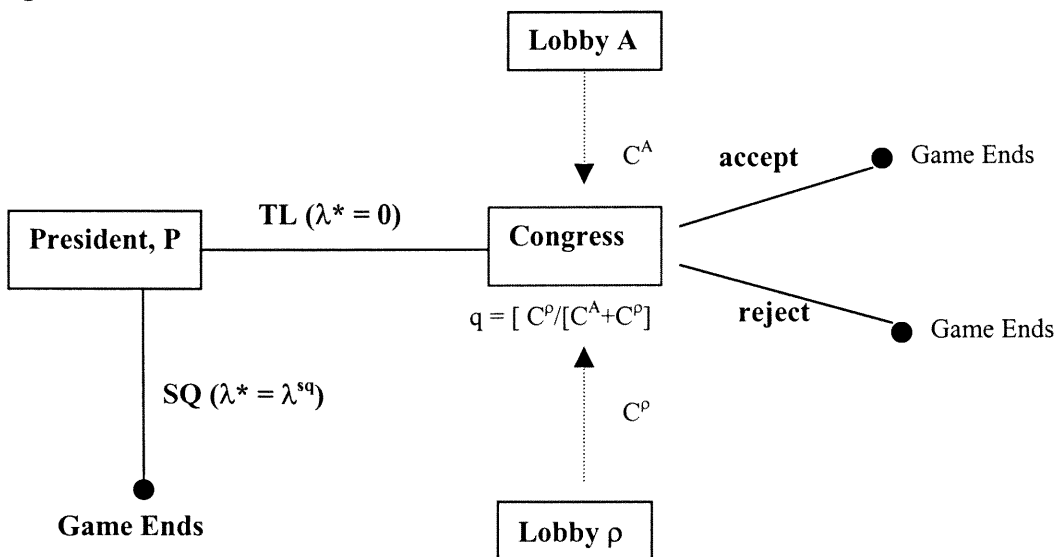 Lobby A
C^A
accept
Game Ends
TL (λ* = 0)
President, P
Congress
q = [ C^ρ/[C^A+C^ρ]
reject
Game Ends
SQ (λ* = λ^sq)
C^ρ
Game Ends
Lobby ρ